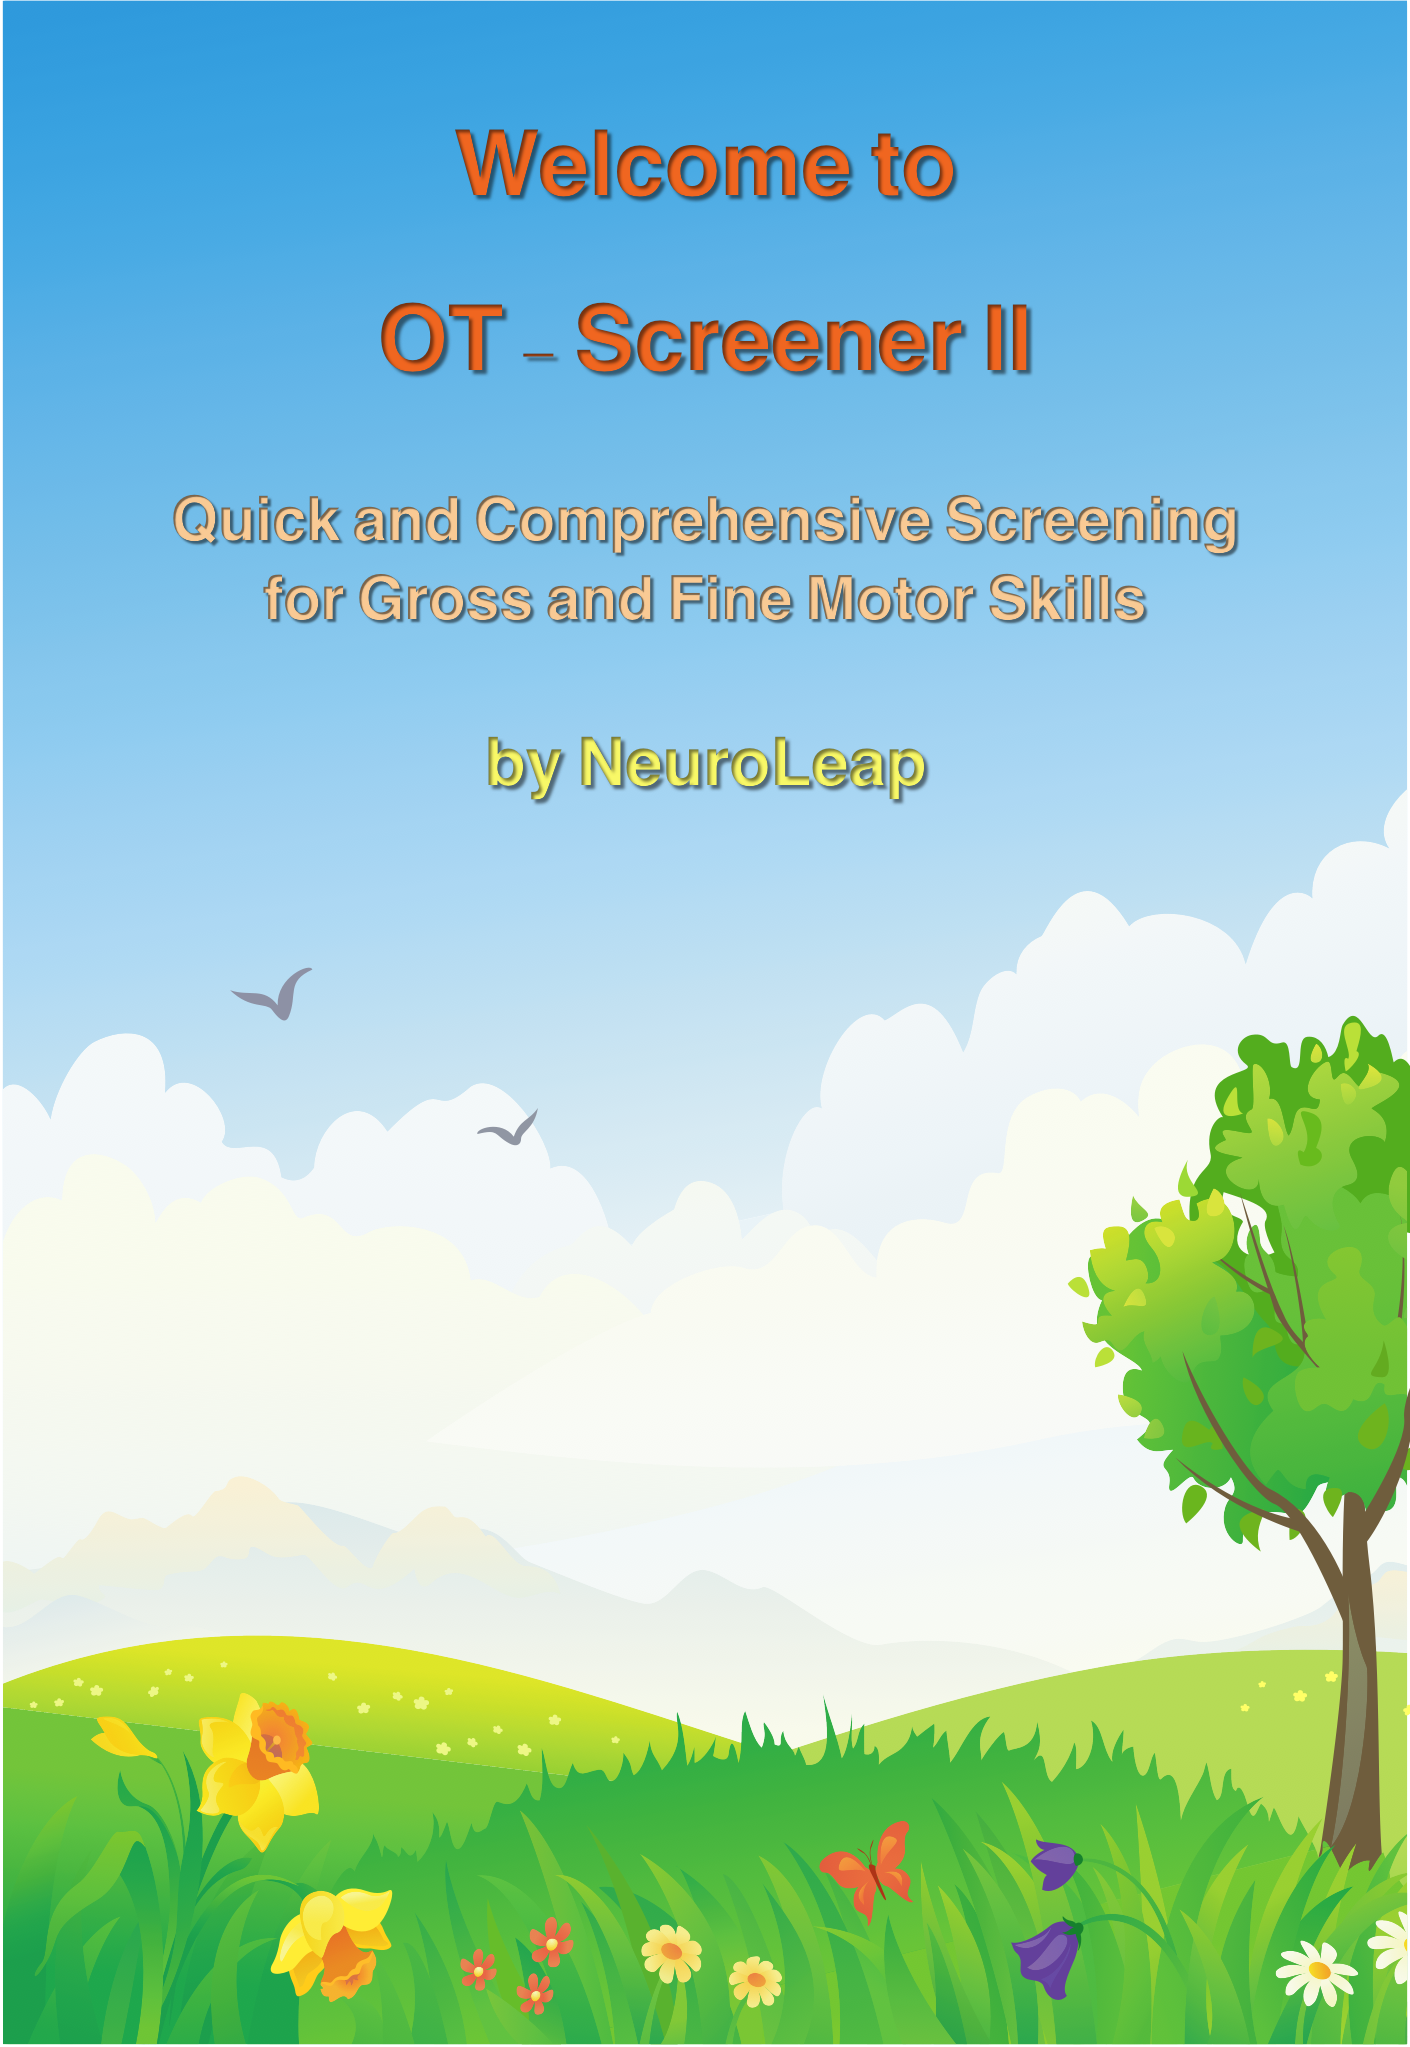 Welcome to
OT – Screener II
Quick and Comprehensive Screening
for Gross and Fine Motor Skills
by NeuroLeap